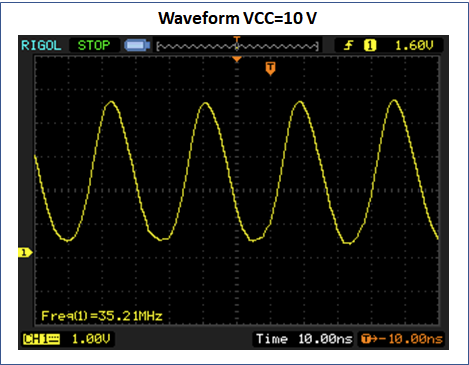 Waveform VCC=10 V
RIGOL STOP T 1 1.60V
T
1
Freq(1)=35.21MHz
CH1 1.00V Time 10.00ns T→-10.00ns